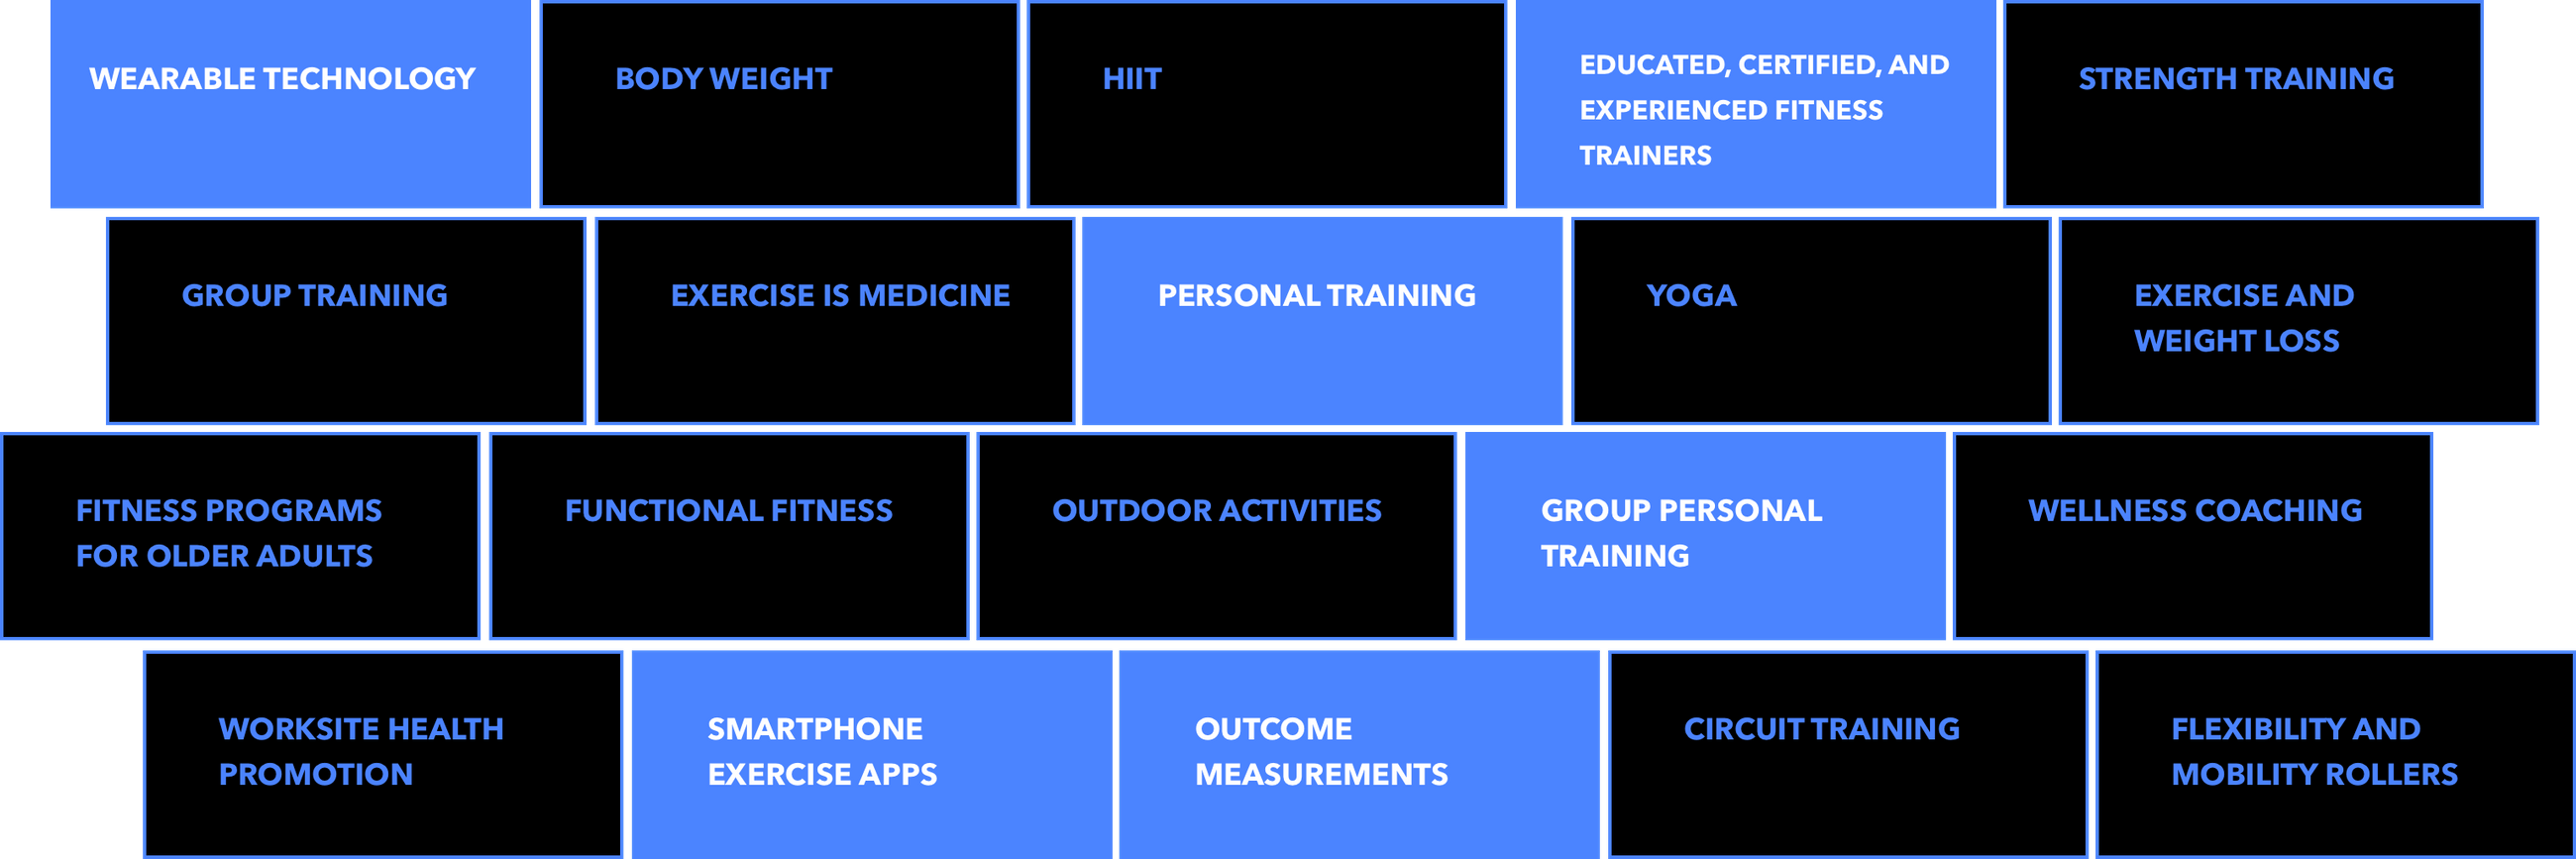 WEARABLE TECHNOLOGY
BODY WEIGHT
HIIT
EDUCATED, CERTIFIED, AND
EXPERIENCED FITNESS
TRAINERS
STRENGTH TRAINING
GROUP TRAINING
EXERCISE IS MEDICINE
PERSONAL TRAINING
YOGA
EXERCISE AND
WEIGHT LOSS
FITNESS PROGRAMS
FOR OLDER ADULTS
FUNCTIONAL FITNESS
OUTDOOR ACTIVITIES
GROUP PERSONAL
TRAINING
WELLNESS COACHING
WORKSITE HEALTH
PROMOTION
SMARTPHONE
EXERCISE APPS
OUTCOME
MEASUREMENTS
CIRCUIT TRAINING
FLEXIBILITY AND
MOBILITY ROLLERS